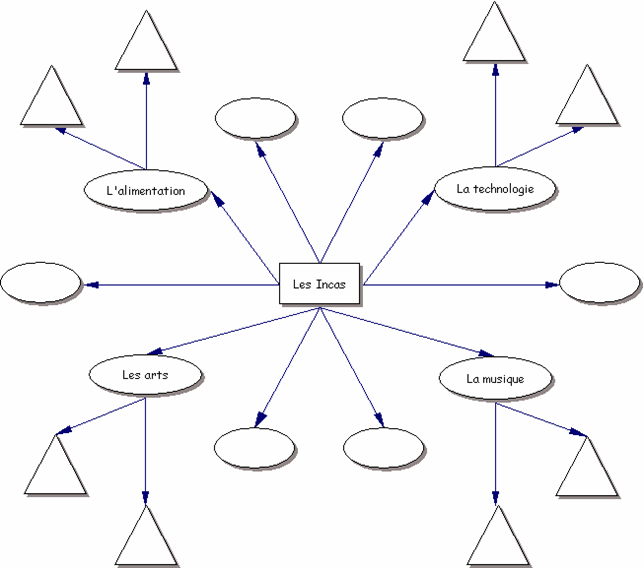 L'alimentation
La technologie
Les Incas
Les arts
La musique